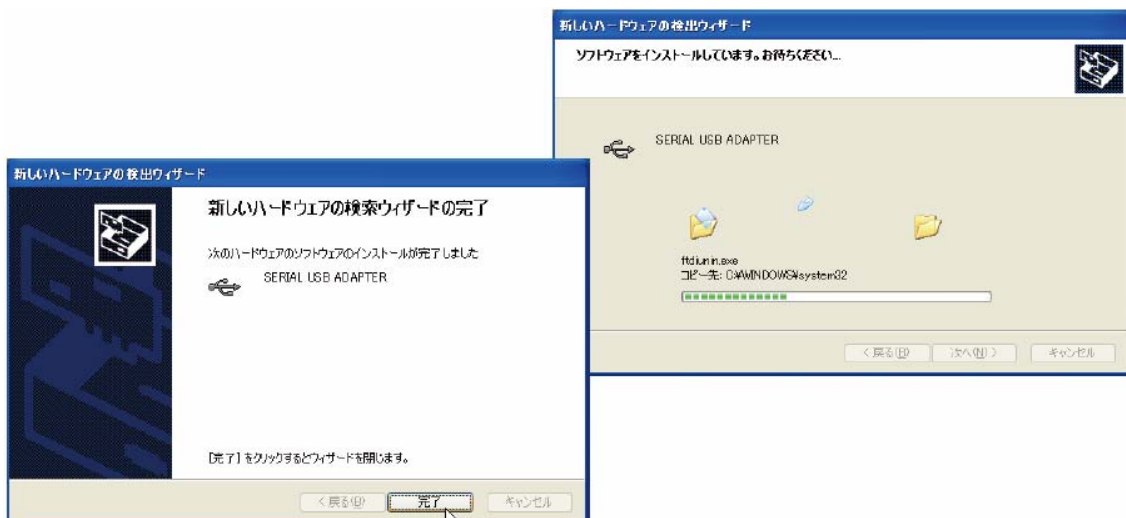 新しいハードウェアの検出ウィザード
ソフトウェアをインストールしています。お待ちください...
SERIAL USB ADAPTER
ftdiunin.exe
コピー先: C:¥WINDOWS¥system32
< 戻る(B)
次へ(N) >
キャンセル
新しいハードウェアの検出ウィザード
新しいハードウェアの検索ウィザードの完了
次のハードウェアのソフトウェアのインストールが完了しました
SERIAL USB ADAPTER
[完了] をクリックするとウィザードを閉じます。
< 戻る(B)
完了
キャンセル